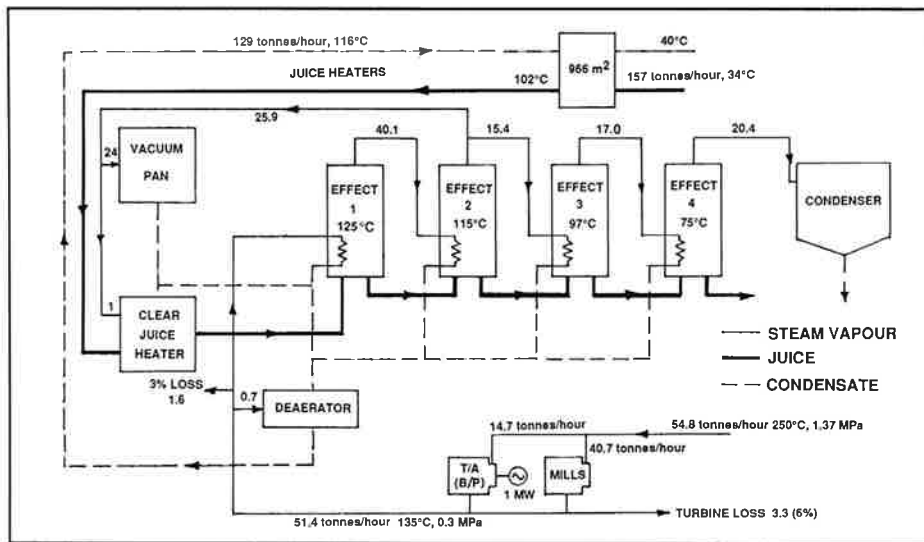 129 tonnes/hour, 116°C
40°C
966 m²
JUICE HEATERS
102°C
157 tonnes/hour, 34°C
25.9
40.1
15.4
17.0
20.4
24
VACUUM
PAN
EFFECT
1
125°C
EFFECT
2
115°C
EFFECT
3
97°C
EFFECT
4
75°C
CONDENSER
1
CLEAR
JUICE
HEATER
STEAM VAPOUR
JUICE
CONDENSATE
3% LOSS
1.6
0.7
DEAERATOR
14.7 tonnes/hour
54.8 tonnes/hour 250°C, 1.37 MPa
40.7 tonnes/hour
T/A
(B/P)
1 MW
MILLS
51.4 tonnes/hour 135°C, 0.3 MPa
TURBINE LOSS 3.3 (6%)